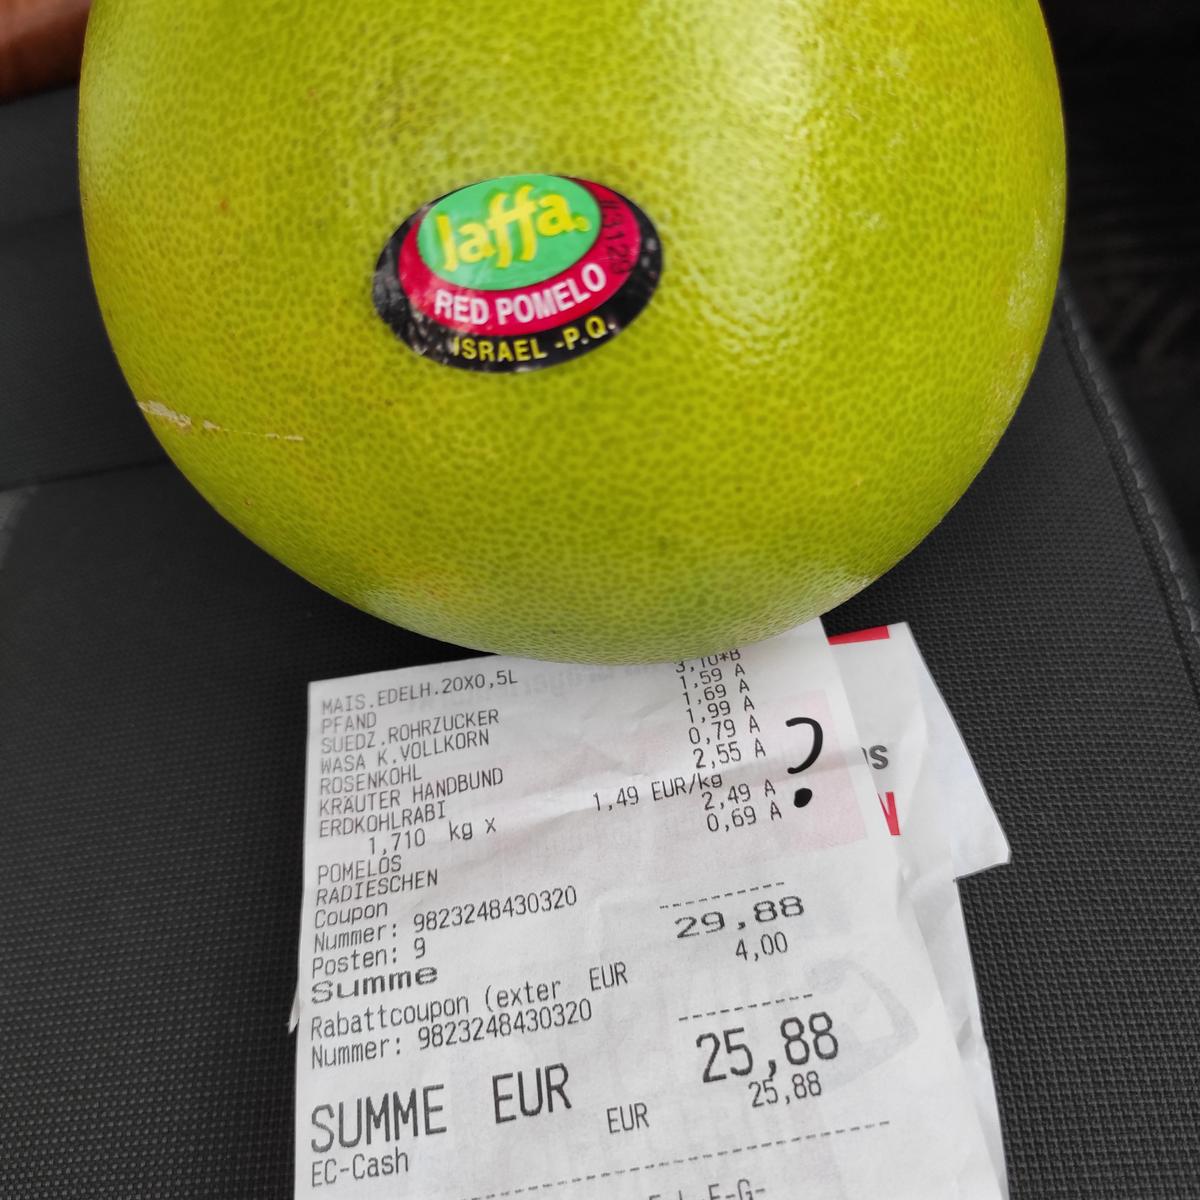 Jaffa®
#3129
RED POMELO
ISRAEL -P.Q.
MAIS.EDELH.20X0,5L
PFAND 3,10*B
SUEDZ.ROHRZUCKER 1,59 A
WASA K.VOLLKORN 1,69 A
ROSENKOHL 1,99 A
KRÄUTER HANDBUND 0,79 A
ERDKOHLRABI 2,55 A
1,710 kg x 1,49 EUR/kg
POMELOS 2,49 A
RADIESCHEN 0,69 A
Coupon
Nummer: 9823248430320
Posten: 9
Summe 29,88
Rabattcoupon (exter EUR 4,00
Nummer: 9823248430320
SUMME EUR 25,88
EC-Cash EUR 25,88